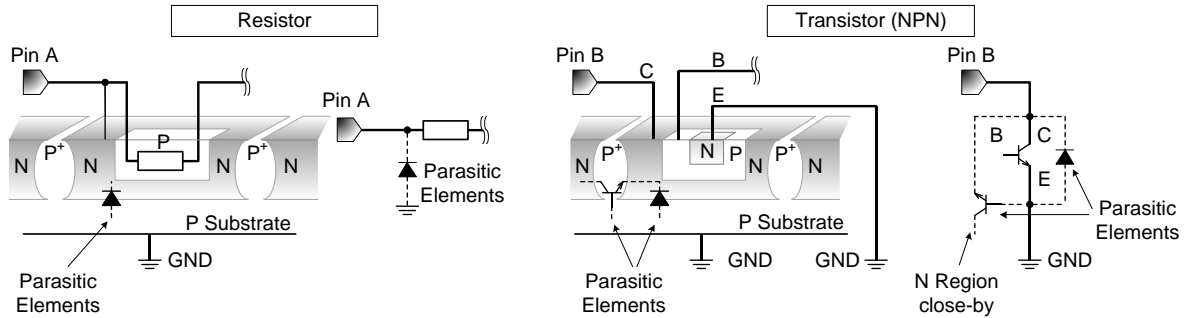 Resistor
Pin A
P
N
P+
N
N
P+
N
Parasitic
Elements
P Substrate
GND
Pin A
Parasitic
Elements
Transistor (NPN)
Pin B
C
B
E
N
P+
N
N
P
P+
N
P Substrate
Parasitic
Elements
GND
GND
Pin B
B
C
E
Parasitic
Elements
N Region
close-by
GND